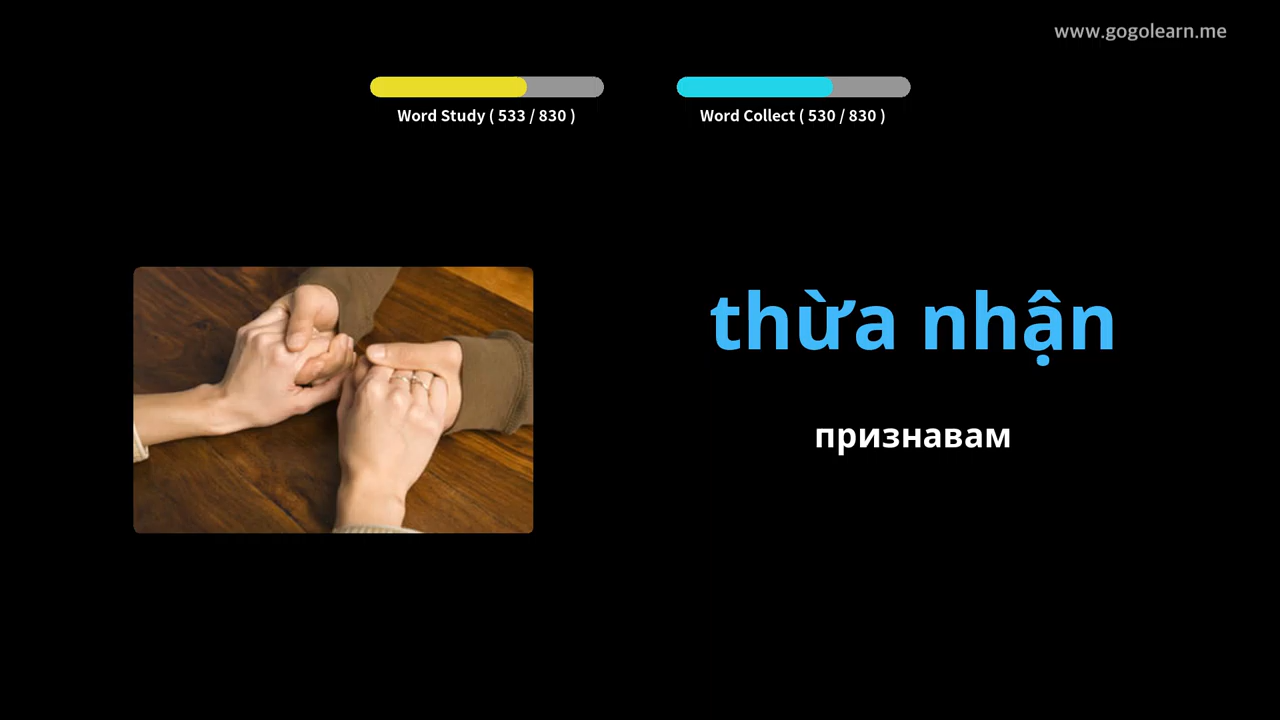 www.gogolearn.me
Word Study ( 533 / 830 )
Word Collect ( 530 / 830 )
thừa nhận
признавам